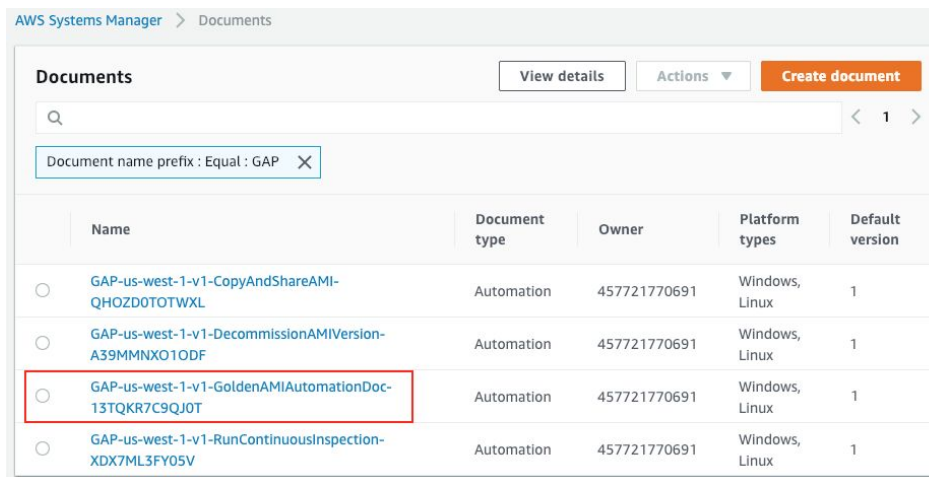 AWS Systems Manager > Documents
Documents
View details
Actions
Create document
< 1 >
Document name prefix : Equal : GAP
Name
Document type
Owner
Platform types
Default version
GAP-us-west-1-v1-CopyAndShareAMI-
QHOZD0TOTWXL
Automation
457721770691
Windows,
Linux
1
GAP-us-west-1-v1-DecommissionAMIVersion-
A39MMNXO1ODF
Automation
457721770691
Windows,
Linux
1
GAP-us-west-1-v1-GoldenAMIAutomationDoc-
13TQKR7C9QJ0T
Automation
457721770691
Windows,
Linux
1
GAP-us-west-1-v1-RunContinuousInspection-
XDX7ML3FY05V
Automation
457721770691
Windows,
Linux
1